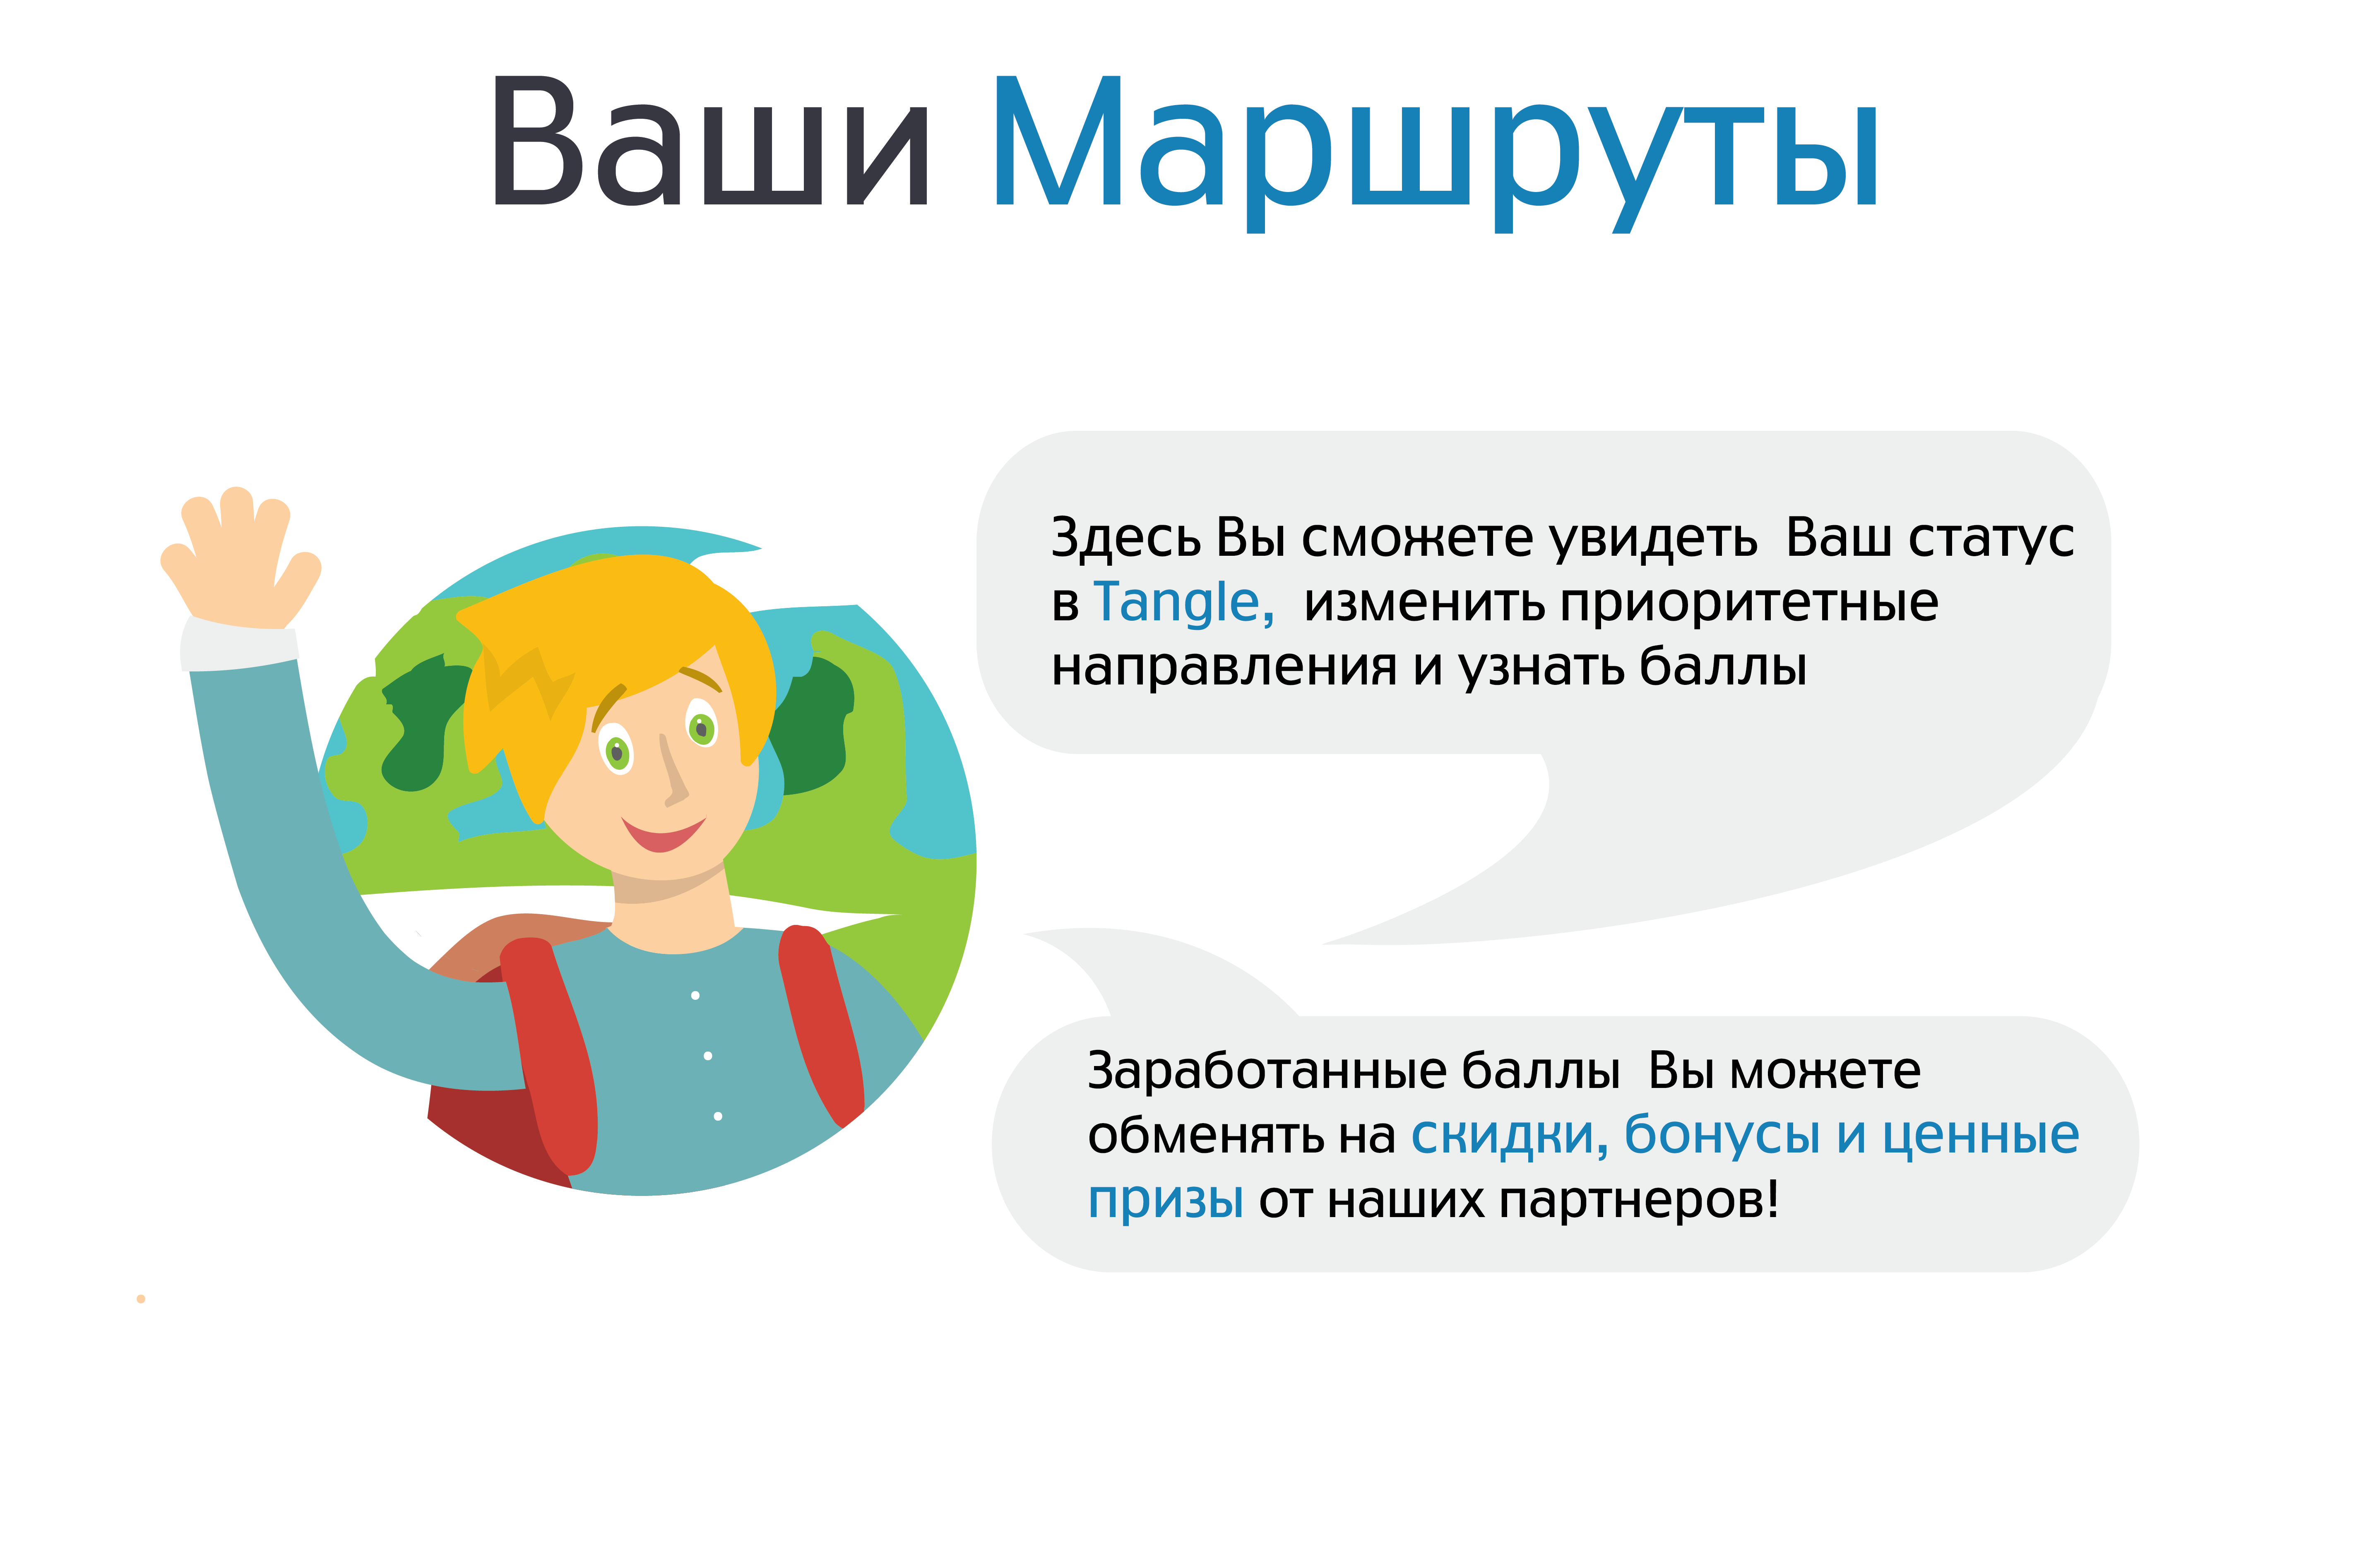 Ваши Маршруты
Здесь Вы сможете увидеть Ваш статус
в Tangle, изменить приоритетные
направления и узнать баллы
Заработанные баллы Вы можете
обменять на скидки, бонусы и ценные
призы от наших партнеров!